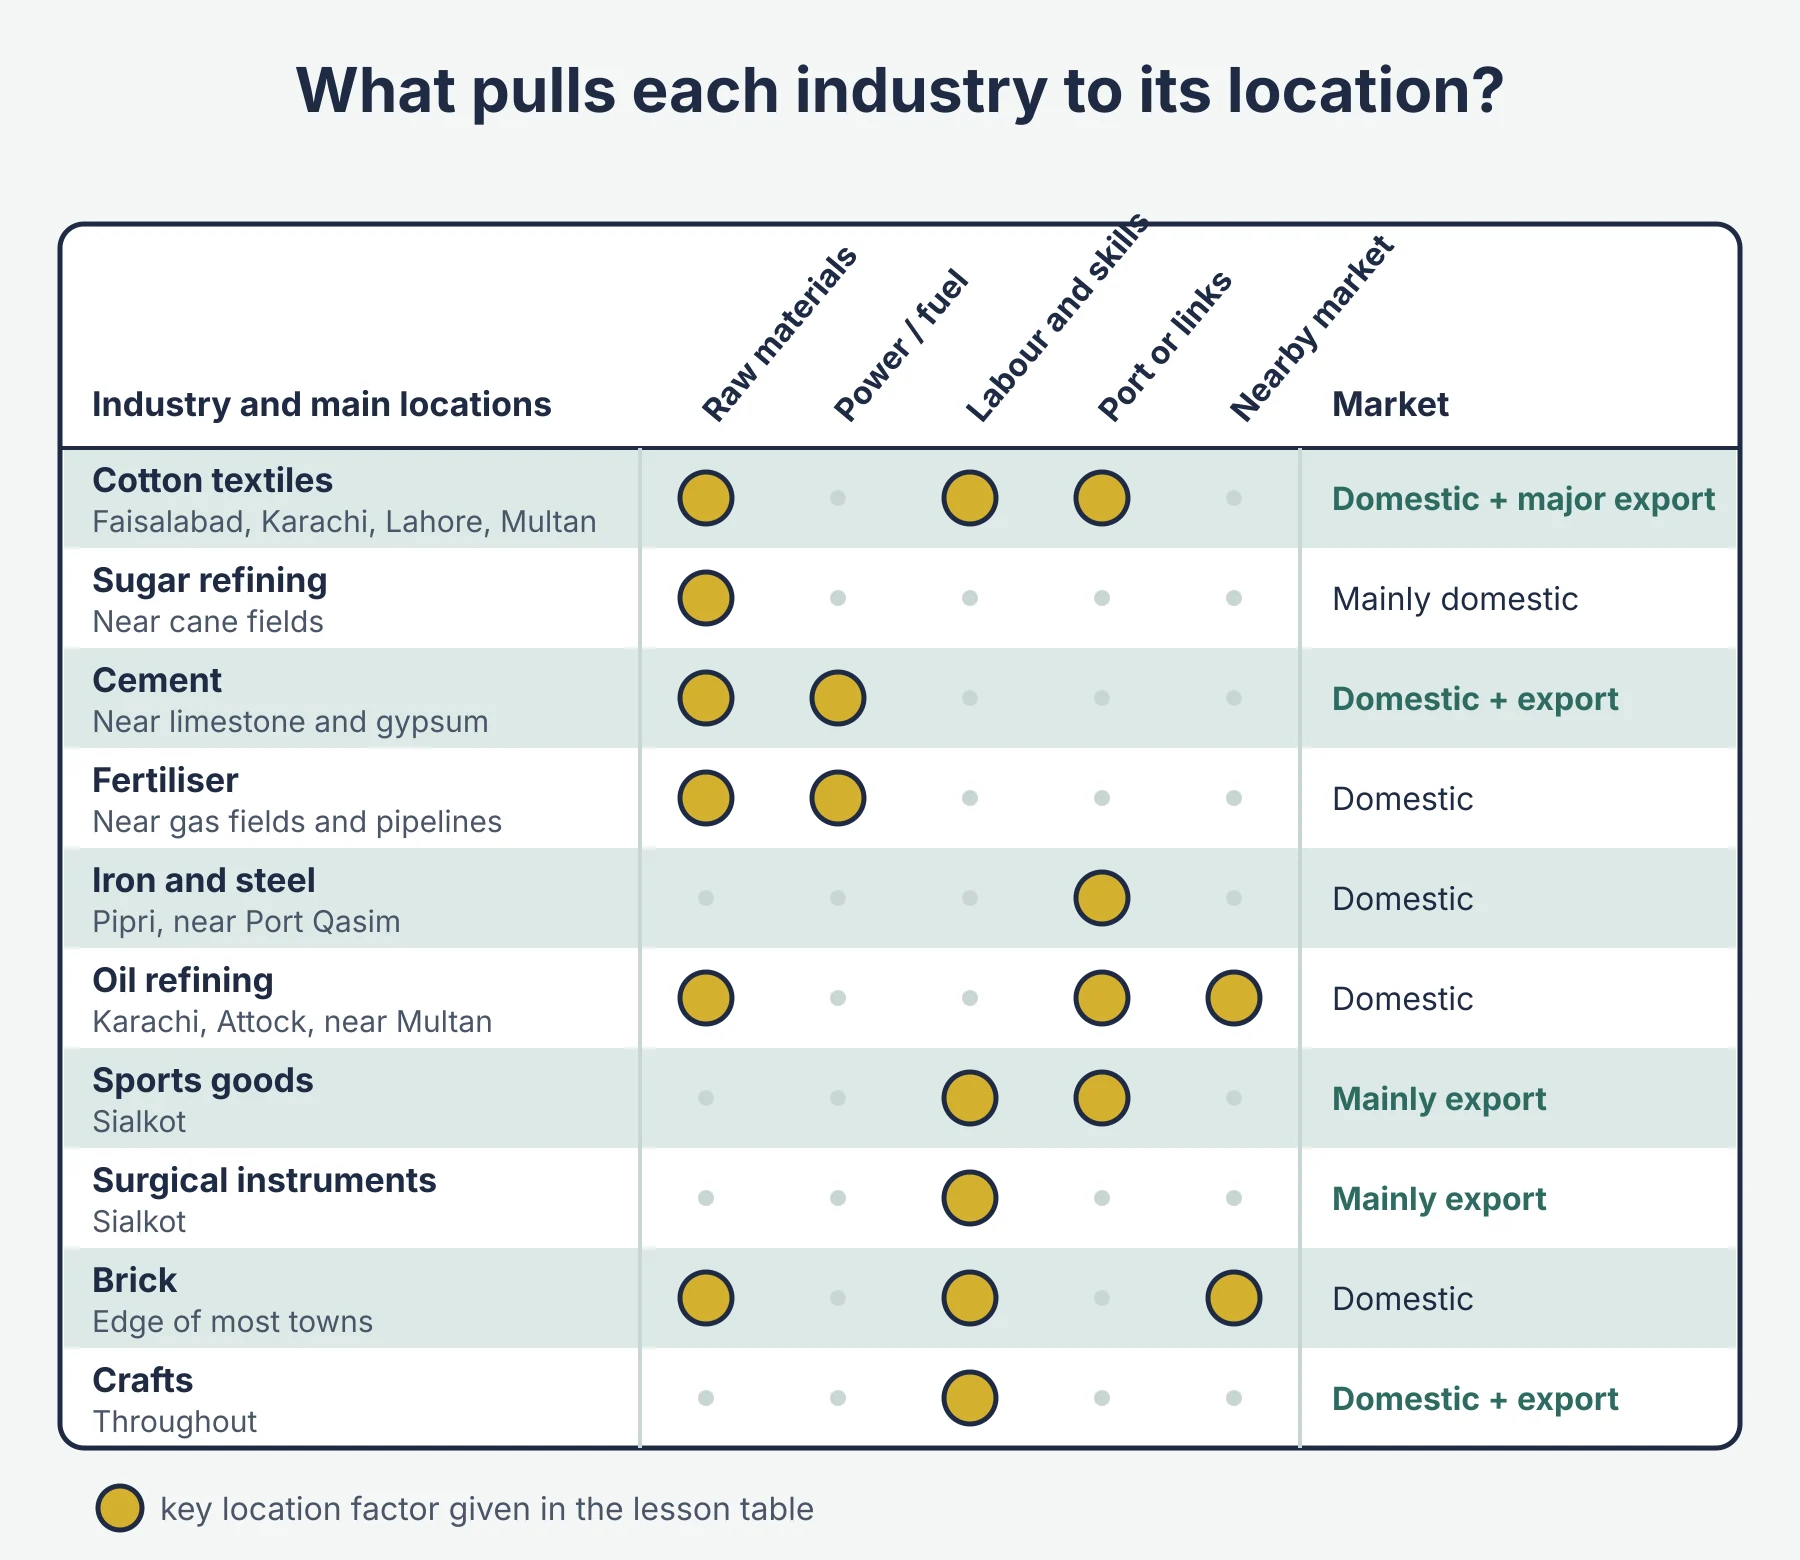 What pulls each industry to its location?
Industry and main locations
Raw materials
Power / fuel
Labour and skills
Port or links
Nearby market
Market
Cotton textiles
Faisalabad, Karachi, Lahore, Multan
Domestic + major export
Sugar refining
Near cane fields
Mainly domestic
Cement
Near limestone and gypsum
Domestic + export
Fertiliser
Near gas fields and pipelines
Domestic
Iron and steel
Pipri, near Port Qasim
Domestic
Oil refining
Karachi, Attock, near Multan
Domestic
Sports goods
Sialkot
Mainly export
Surgical instruments
Sialkot
Mainly export
Brick
Edge of most towns
Domestic
Crafts
Throughout
Domestic + export
key location factor given in the lesson table